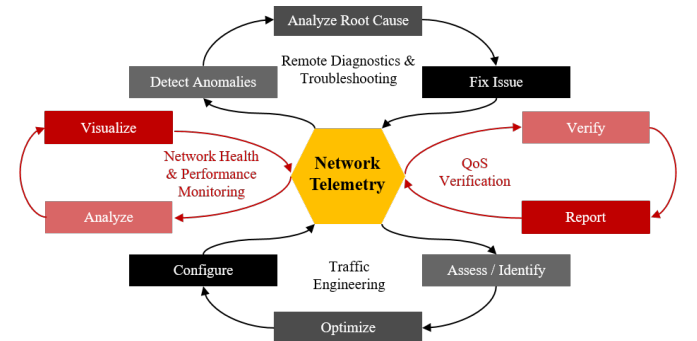 Analyze Root Cause
Remote Diagnostics &
Troubleshooting
Detect Anomalies
Fix Issue
Visualize
Verify
Network Health
& Performance
Monitoring
Network
Telemetry
QoS
Verification
Analyze
Report
Configure
Traffic
Engineering
Assess / Identify
Optimize